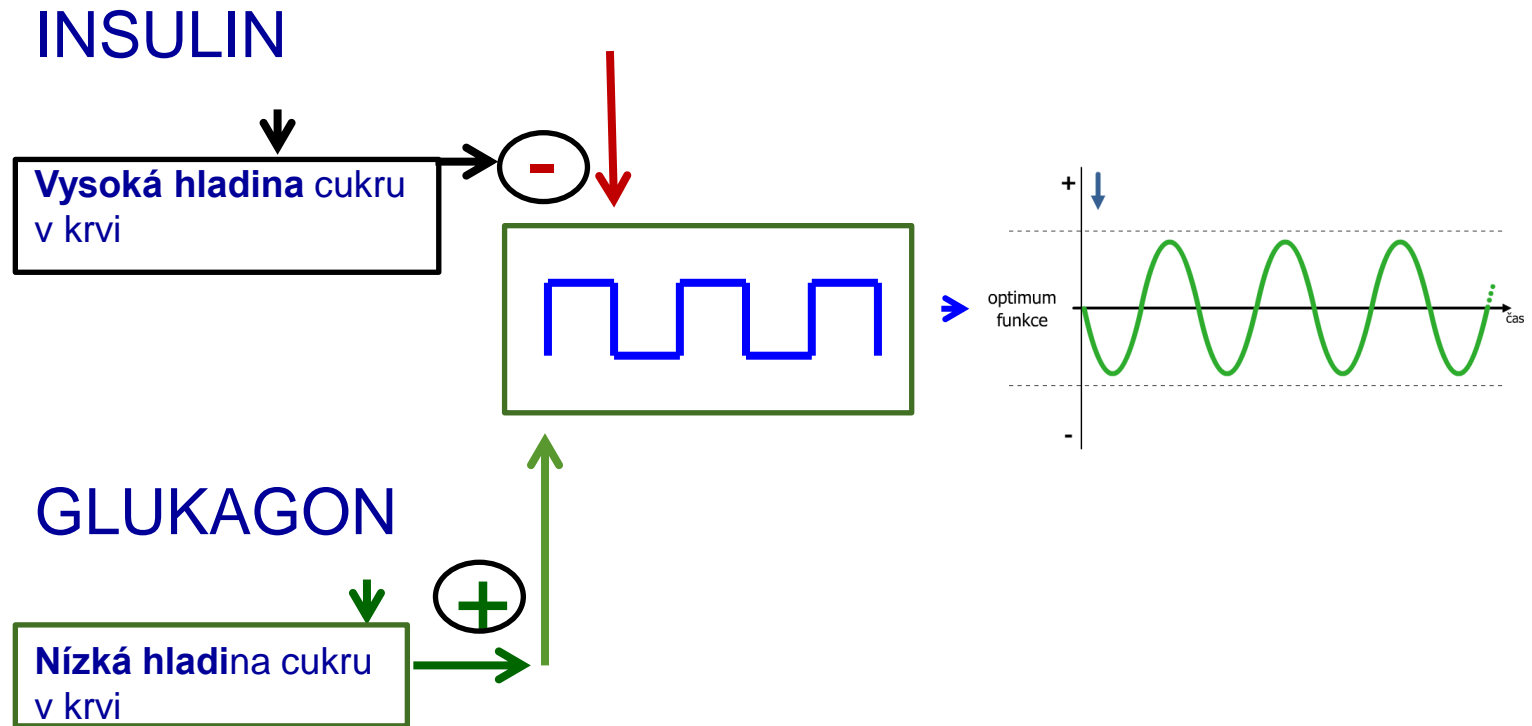 INSULIN
Vysoká hladina cukru
v krvi
-
+
optimum
funkce
čas
-
GLUKAGON
+
Nízká hladina cukru
v krvi